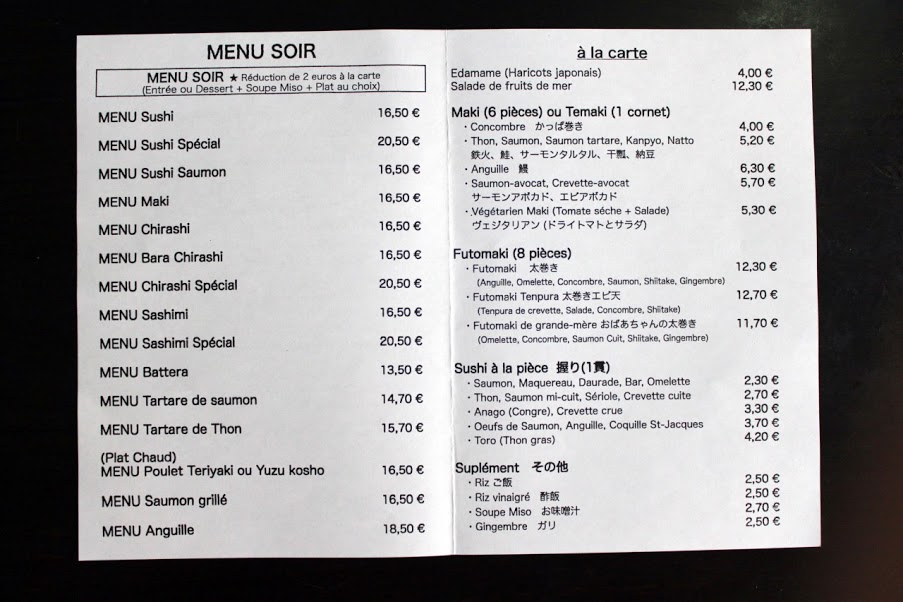 MENU SOIR
MENU SOIR ★ Réduction de 2 euros à la carte
(Entrée ou Dessert + Soupe Miso + Plat au choix)
MENU Sushi 16,50 €
MENU Sushi Spécial 20,50 €
MENU Sushi Saumon 16,50 €
MENU Maki 16,50 €
MENU Chirashi 16,50 €
MENU Bara Chirashi 16,50 €
MENU Chirashi Spécial 20,50 €
MENU Sashimi 16,50 €
MENU Sashimi Spécial 20,50 €
MENU Battera 13,50 €
MENU Tartare de saumon 14,70 €
MENU Tartare de Thon 15,70 €
(Plat Chaud)
MENU Poulet Teriyaki ou Yuzu kosho 16,50 €
MENU Saumon grillé 16,50 €
MENU Anguille 18,50 €
à la carte
Edamame (Haricots japonais) 4,00 €
Salade de fruits de mer 12,30 €
Maki (6 pièces) ou Temaki (1 cornet)
・Concombre かっぱ巻き 4,00 €
・Thon, Saumon, Saumon tartare, Kanpyo, Natto 5,20 €
鉄火、鮭、サーモンタルタル、干瓢、納豆
・Anguille 鰻 6,30 €
・Saumon-avocat, Crevette-avocat 5,70 €
サーモンアボカド、エビアボカド
・Végétarien Maki (Tomate séche + Salade) 5,30 €
ヴェジタリアン (ドライトマトとサラダ)
Futomaki (8 pièces)
・Futomaki 太巻き 12,30 €
(Anguille, Omelette, Concombre, Saumon, Shiitake, Gingembre)
・Futomaki Tenpura 太巻きエビ天 12,70 €
(Tenpura de crevette, Salade, Concombre, Shiitake)
・Futomaki de grande-mère おばあちゃんの太巻き 11,70 €
(Omelette, Concombre, Saumon Cuit, Shiitake, Gingembre)
Sushi à la pièce 握り(1貫)
・Saumon, Maquereau, Daurade, Bar, Omelette 2,30 €
・Thon, Saumon mi-cuit, Sériole, Crevette cuite 2,70 €
・Anago (Congre), Crevette crue 3,30 €
・Oeufs de Saumon, Anguille, Coquille St-Jacques 3,70 €
・Toro (Thon gras) 4,20 €
Suplément その他
・Riz ご飯 2,50 €
・Riz vinaigré 酢飯 2,50 €
・Soupe Miso お味噌汁 2,70 €
・Gingembre ガリ 2,50 €